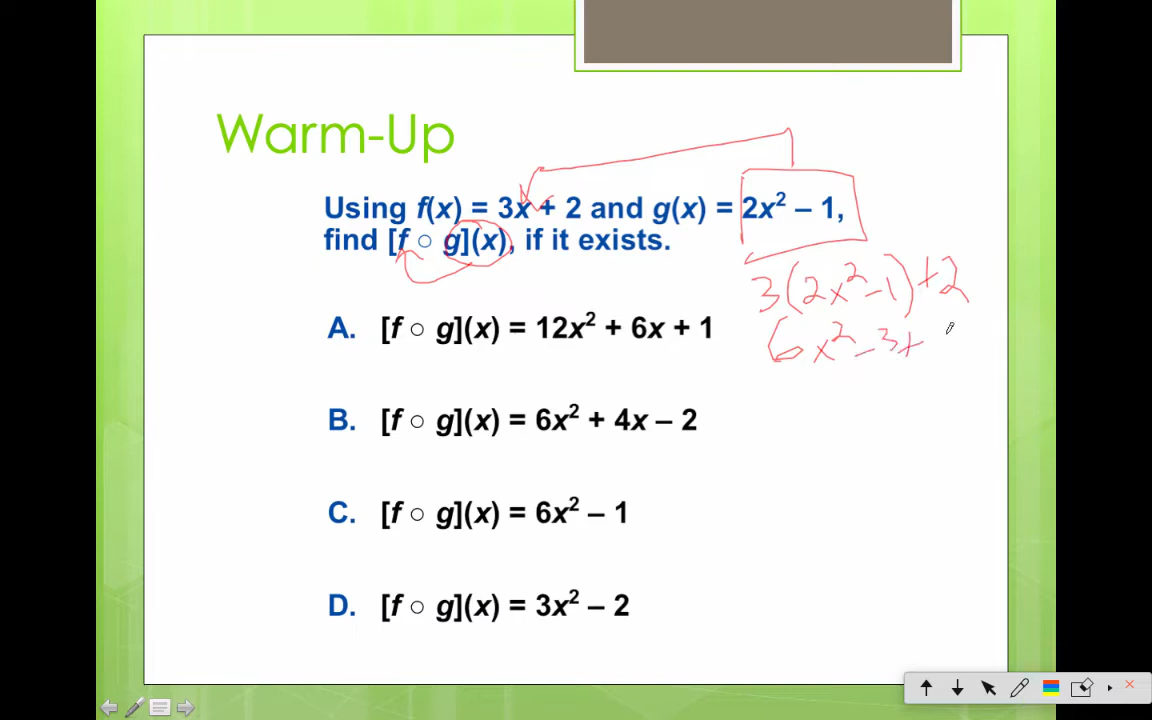 Warm-Up
Using f(x) = 3x + 2 and g(x) = 2x² – 1,
find [f ○ g](x), if it exists.
3(2x²-1)+2
6x²-3+
A. [f ○ g](x) = 12x² + 6x + 1
B. [f ○ g](x) = 6x² + 4x – 2
C. [f ○ g](x) = 6x² – 1
D. [f ○ g](x) = 3x² – 2